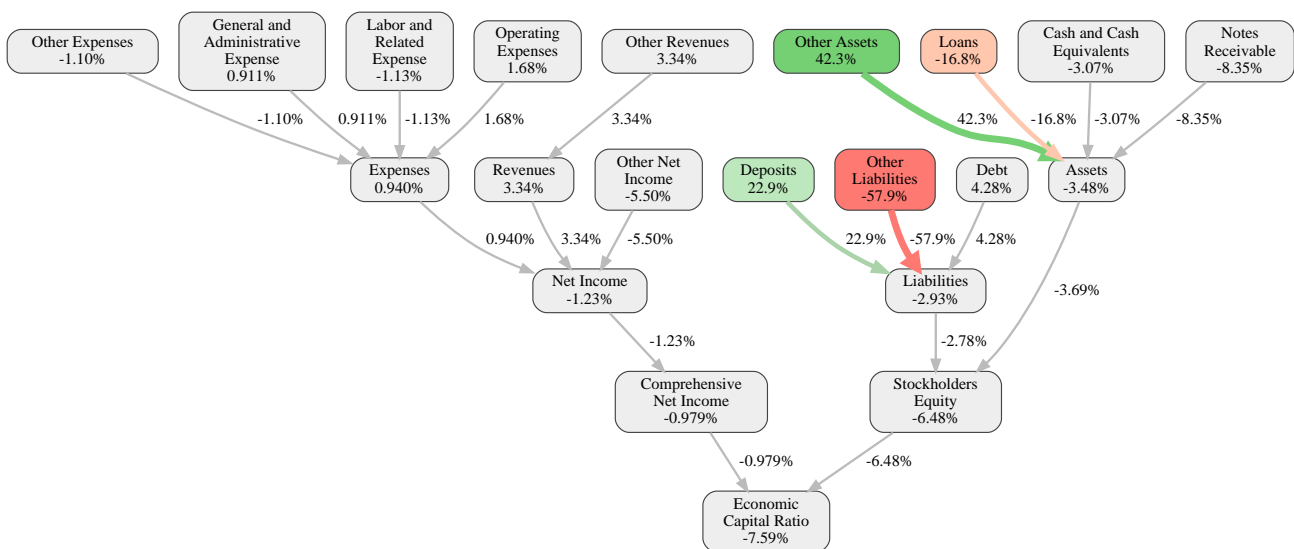 Other Expenses
-1.10%
General and
Administrative
Expense
0.911%
Labor and
Related
Expense
-1.13%
Operating
Expenses
1.68%
Other Revenues
3.34%
Other Assets
42.3%
Loans
-16.8%
Cash and Cash
Equivalents
-3.07%
Notes
Receivable
-8.35%
-1.10%
0.911%
-1.13%
1.68%
3.34%
42.3%
-16.8%
-3.07%
-8.35%
Expenses
0.940%
Revenues
3.34%
Other Net
Income
-5.50%
Deposits
22.9%
Other
Liabilities
-57.9%
Debt
4.28%
Assets
-3.48%
0.940%
3.34%
-5.50%
22.9%
-57.9%
4.28%
Net Income
-1.23%
Liabilities
-2.93%
-3.69%
-1.23%
-2.78%
Comprehensive
Net Income
-0.979%
Stockholders
Equity
-6.48%
-0.979%
-6.48%
Economic
Capital Ratio
-7.59%